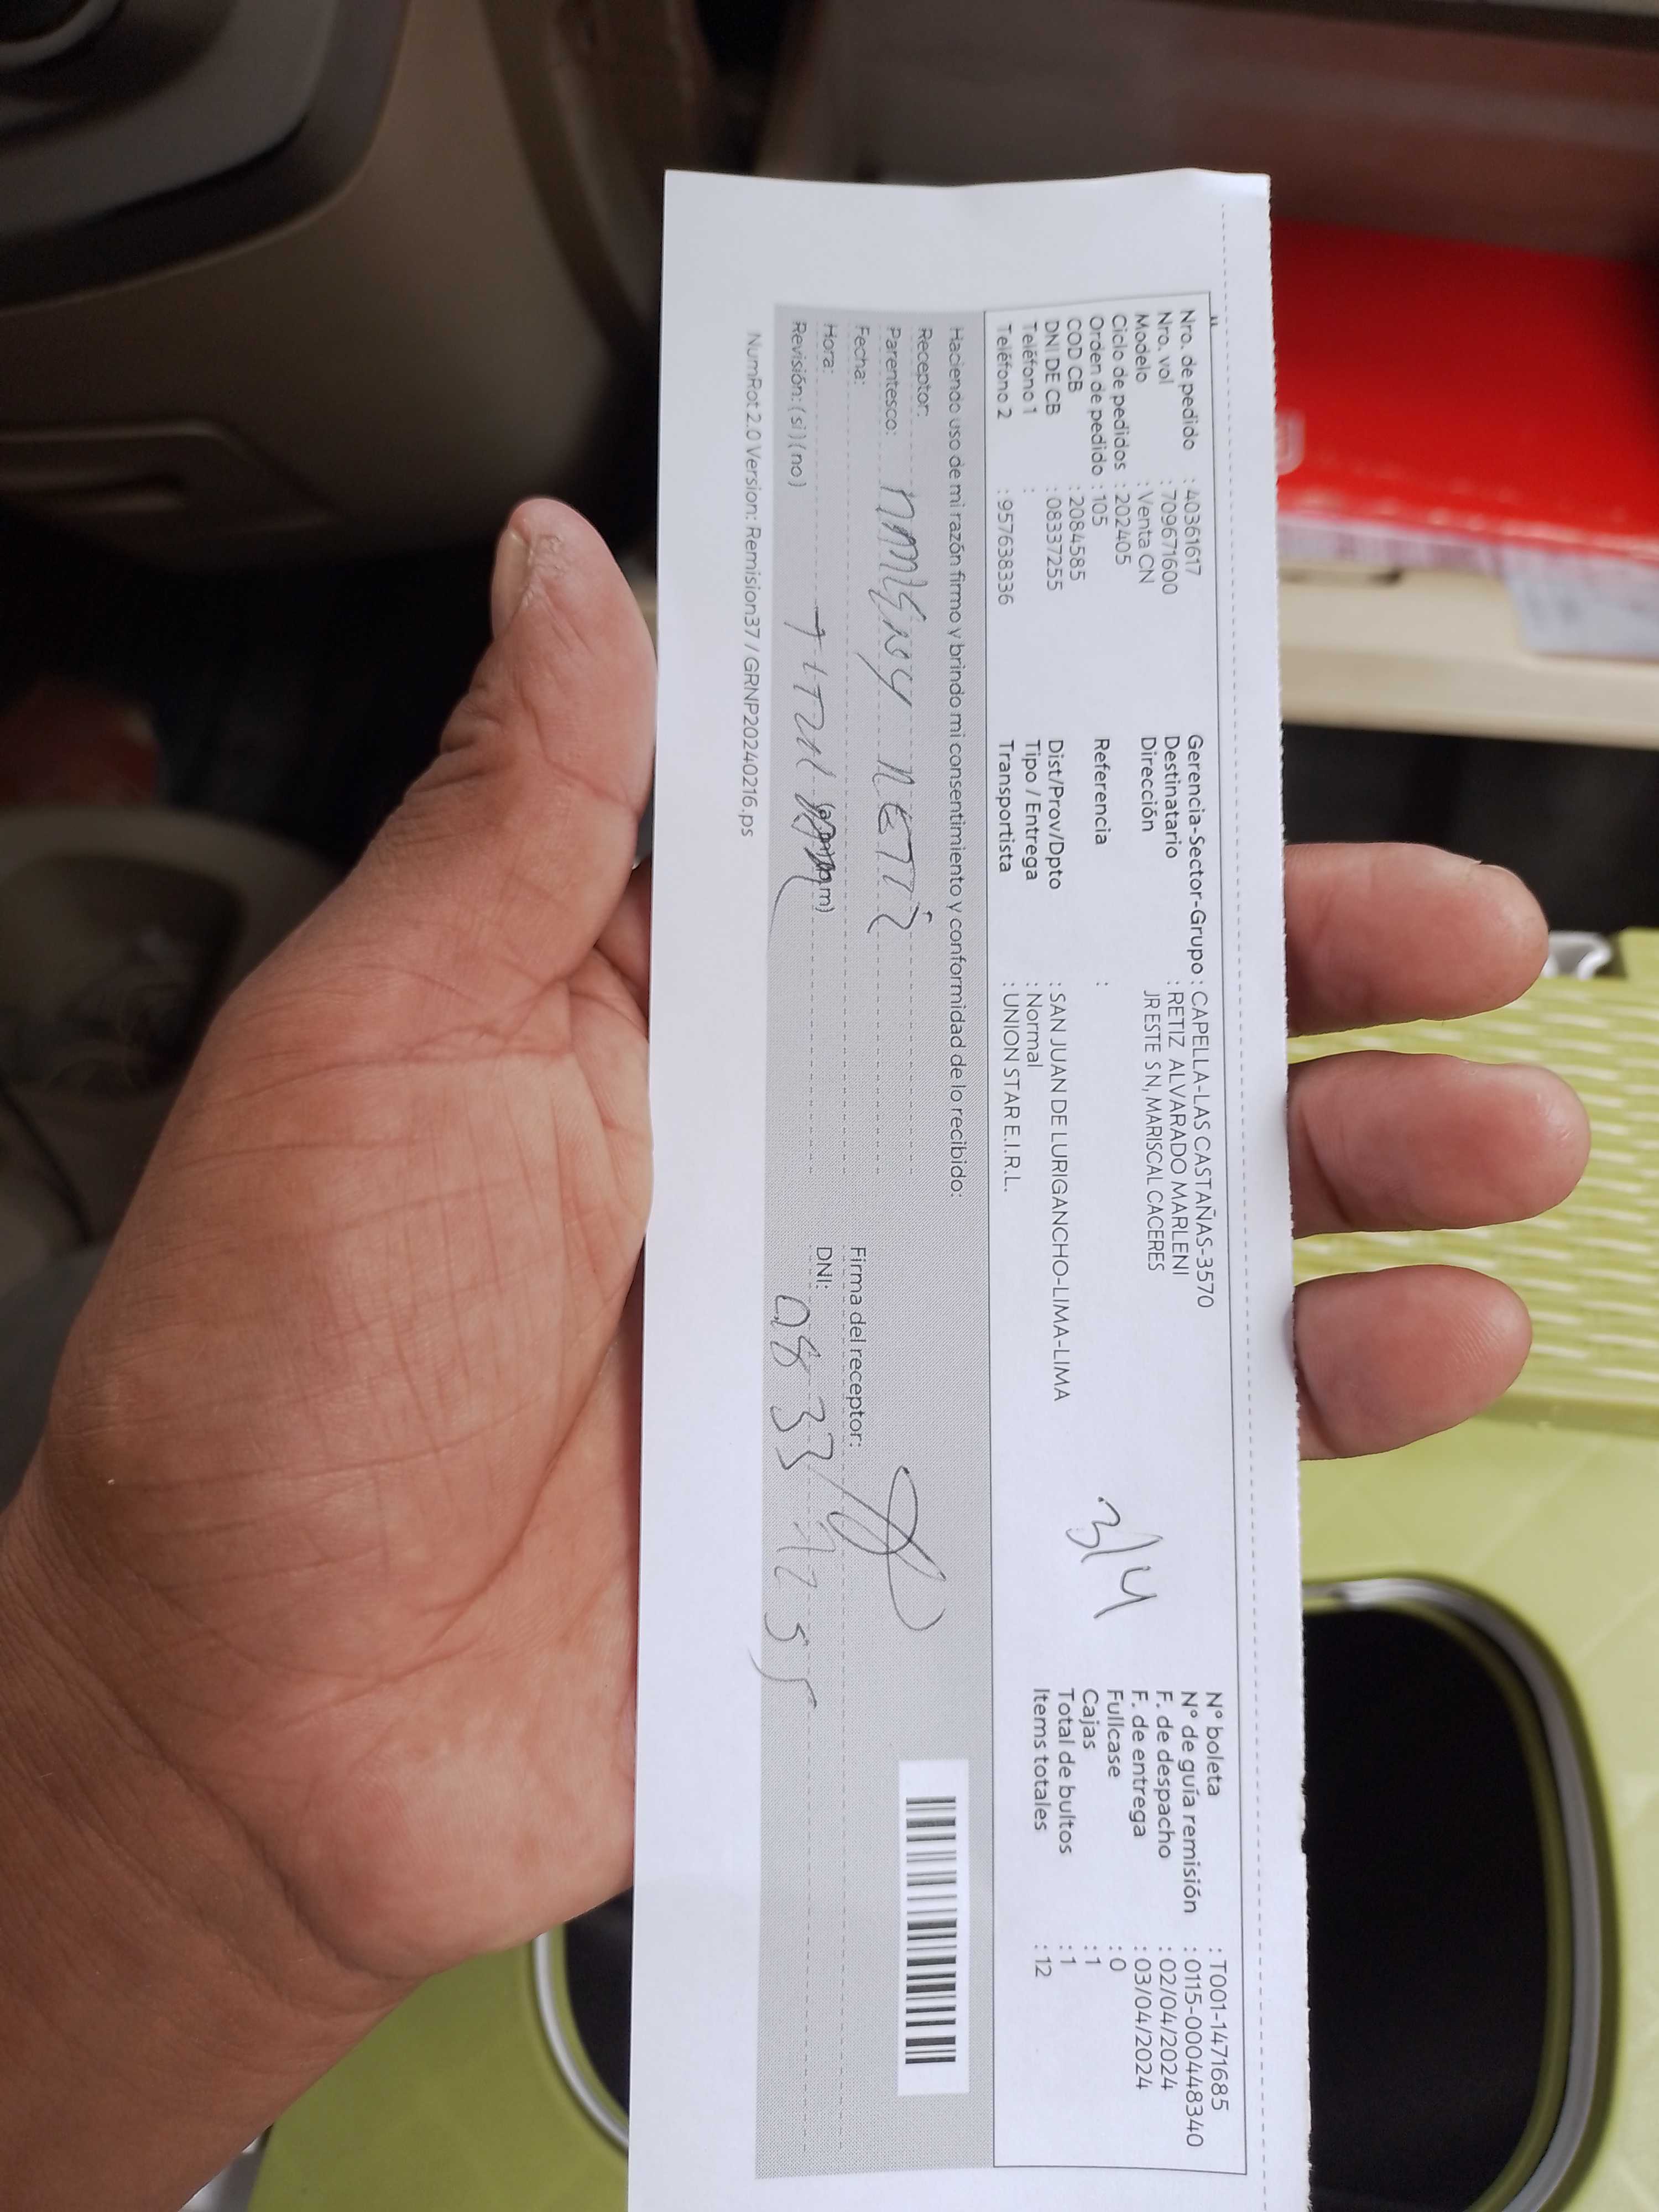 Nro. de pedido : 40361617
Nro. vol : 709671600
Modelo : Venta CN
Ciclo de pedidos : 202405
Orden de pedido : 105
COD CB : 2084585
DNI DE CB : 08337255
Teléfono 1 :
Teléfono 2 : 957638336
Gerencia-Sector-Grupo : CAPELLA-LAS CASTAÑAS-3570
Destinatario : RETIZ ALVARADO MARLENI
Dirección JR ESTE SN, MARISCAL CACERES
Referencia :
Dist/Prov/Dpto : SAN JUAN DE LURIGANCHO-LIMA-LIMA
Tipo / Entrega : Normal
Transportista : UNION STAR E.I.R.L.
3/4
N° boleta : T001-1471685
N° de guía remisión : 0115-000448340
F. de despacho : 02/04/2024
F. de entrega : 03/04/2024
Fullcase : 0
Cajas : 1
Total de bultos : 1
Items totales : 12
Haciendo uso de mi razón firmo y brindo mi consentimiento y conformidad de lo recibido:
Receptor:
Parentesco:
Fecha:
Hora:
Revisión: (si) (no)
Firma del receptor:
DNI: 08337255
NumRot 2.0 Version: Remision37 / GRNP20240216.ps